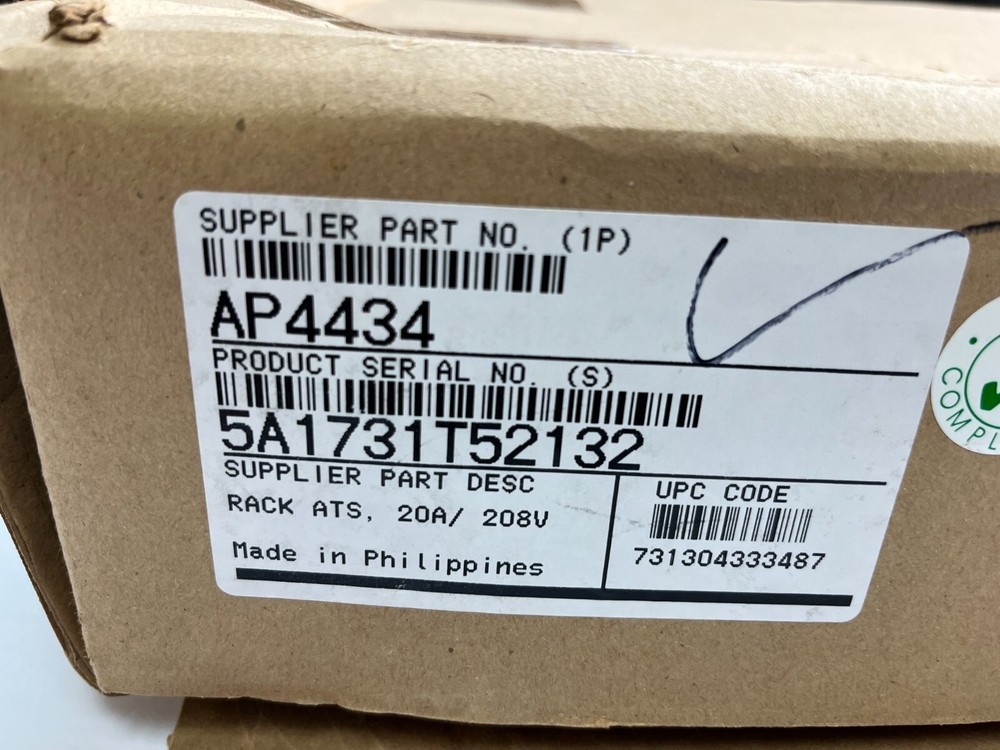 SUPPLIER PART NO. (1P)
AP4434
PRODUCT SERIAL NO. (S)
5A1731T52132
SUPPLIER PART DESC
RACK ATS, 20A/ 208V
Made in Philippines
UPC CODE
731304333487